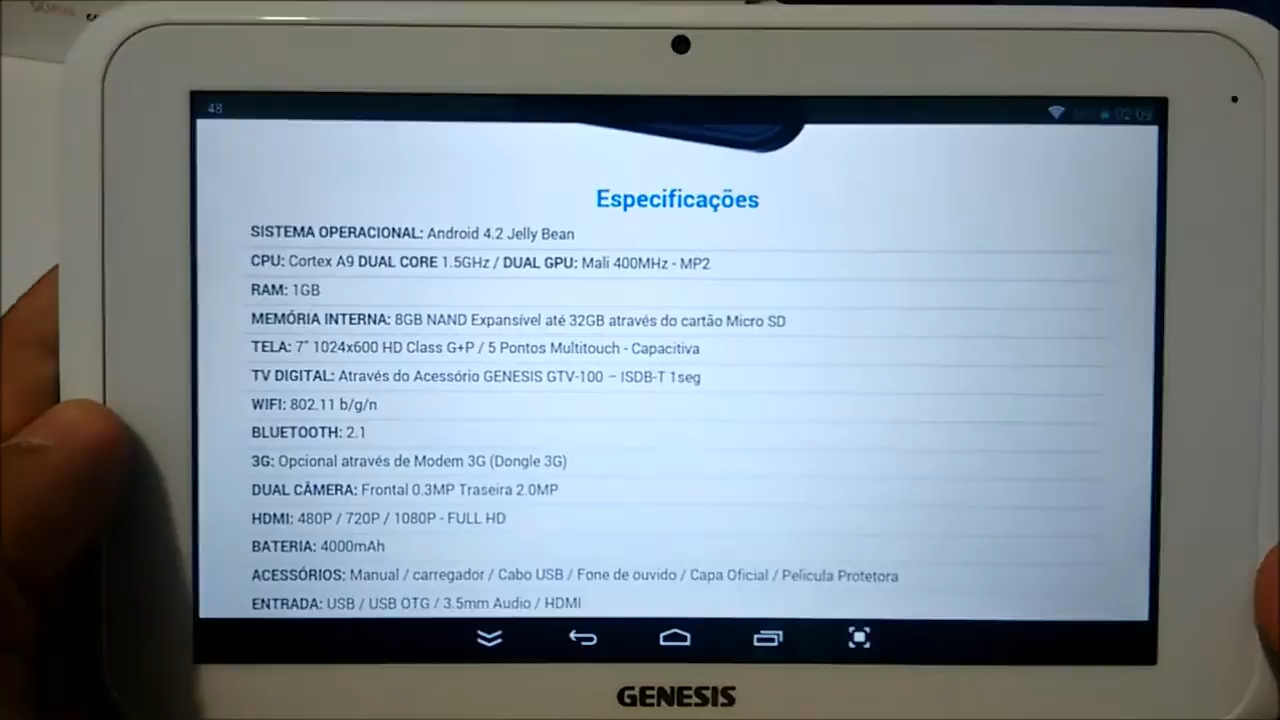 48
02:09
Especificações
SISTEMA OPERACIONAL: Android 4.2 Jelly Bean
CPU: Cortex A9 DUAL CORE 1.5GHz / DUAL GPU: Mali 400MHz - MP2
RAM: 1GB
MEMÓRIA INTERNA: 8GB NAND Expansível até 32GB através do cartão Micro SD
TELA: 7" 1024x600 HD Class G+P / 5 Pontos Multitouch - Capacitiva
TV DIGITAL: Através do Acessório GENESIS GTV-100 – ISDB-T 1seg
WIFI: 802.11 b/g/n
BLUETOOTH: 2.1
3G: Opcional através de Modem 3G (Dongle 3G)
DUAL CÂMERA: Frontal 0.3MP Traseira 2.0MP
HDMI: 480P / 720P / 1080P - FULL HD
BATERIA: 4000mAh
ACESSÓRIOS: Manual / carregador / Cabo USB / Fone de ouvido / Capa Oficial / Pelicula Protetora
ENTRADA: USB / USB OTG / 3.5mm Audio / HDMI
GENESIS